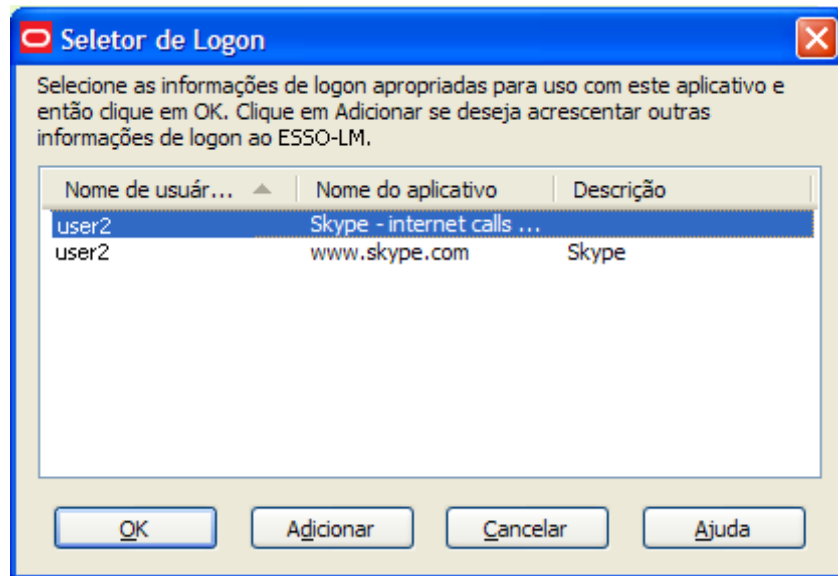 Seletor de Logon
Selecione as informações de logon apropriadas para uso com este aplicativo e
então clique em OK. Clique em Adicionar se deseja acrescentar outras
informações de logon ao ESSO-LM.
Nome de usuár... Nome do aplicativo Descrição
user2 Skype - internet calls ...
user2 www.skype.com Skype
OK Adicionar Cancelar Ajuda